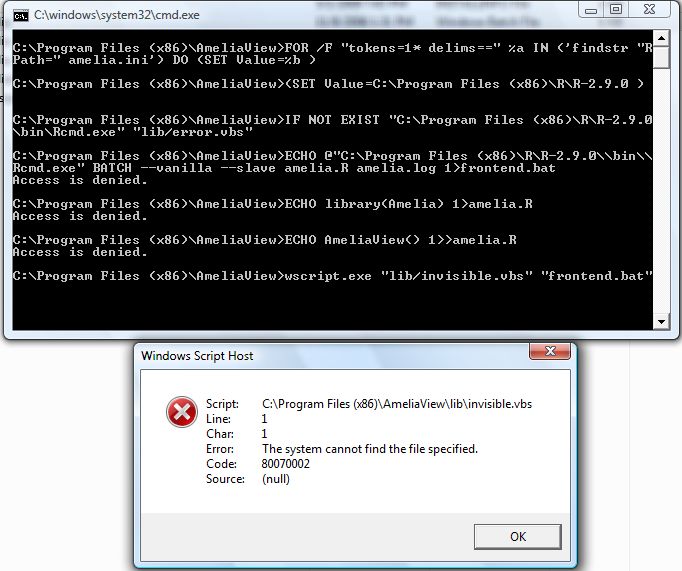 C:\windows\system32\cmd.exe
C:\Program Files (x86)\AmeliaView>FOR /F "tokens=1* delims==" %a IN ('findstr "R
Path=" amelia.ini') DO (SET Value=%b )
C:\Program Files (x86)\AmeliaView>(SET Value=C:\Program Files (x86)\R\R-2.9.0 )
C:\Program Files (x86)\AmeliaView>IF NOT EXIST "C:\Program Files (x86)\R\R-2.9.0
\bin\Rcmd.exe" "lib/error.vbs"
C:\Program Files (x86)\AmeliaView>ECHO @"C:\Program Files (x86)\R\R-2.9.0\\bin\\
Rcmd.exe" BATCH --vanilla --slave amelia.R amelia.log 1>frontend.bat
Access is denied.
C:\Program Files (x86)\AmeliaView>ECHO library(Amelia) 1>amelia.R
Access is denied.
C:\Program Files (x86)\AmeliaView>ECHO AmeliaView() 1>>amelia.R
Access is denied.
C:\Program Files (x86)\AmeliaView>wscript.exe "lib/invisible.vbs" "frontend.bat"
Windows Script Host
Script: C:\Program Files (x86)\AmeliaView\lib\invisible.vbs
Line: 1
Char: 1
Error: The system cannot find the file specified.
Code: 80070002
Source: (null)
OK